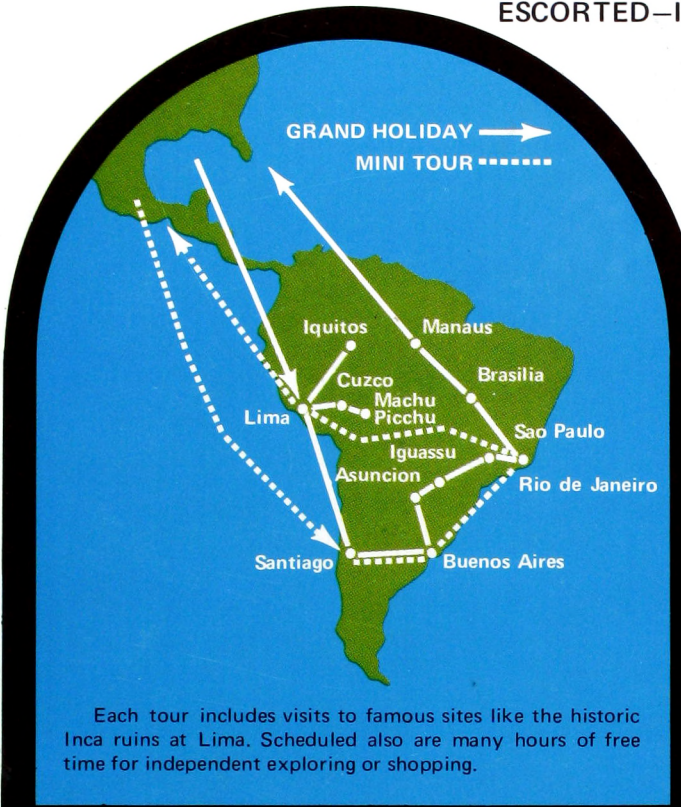 ESCORTED—I
GRAND HOLIDAY
MINI TOUR
Iquitos
Manaus
Cuzco
Brasilia
Machu
Picchu
Lima
Sao Paulo
Iguassu
Asuncion
Rio de Janeiro
Santiago
Buenos Aires
Each tour includes visits to famous sites like the historic
Inca ruins at Lima. Scheduled also are many hours of free
time for independent exploring or shopping.